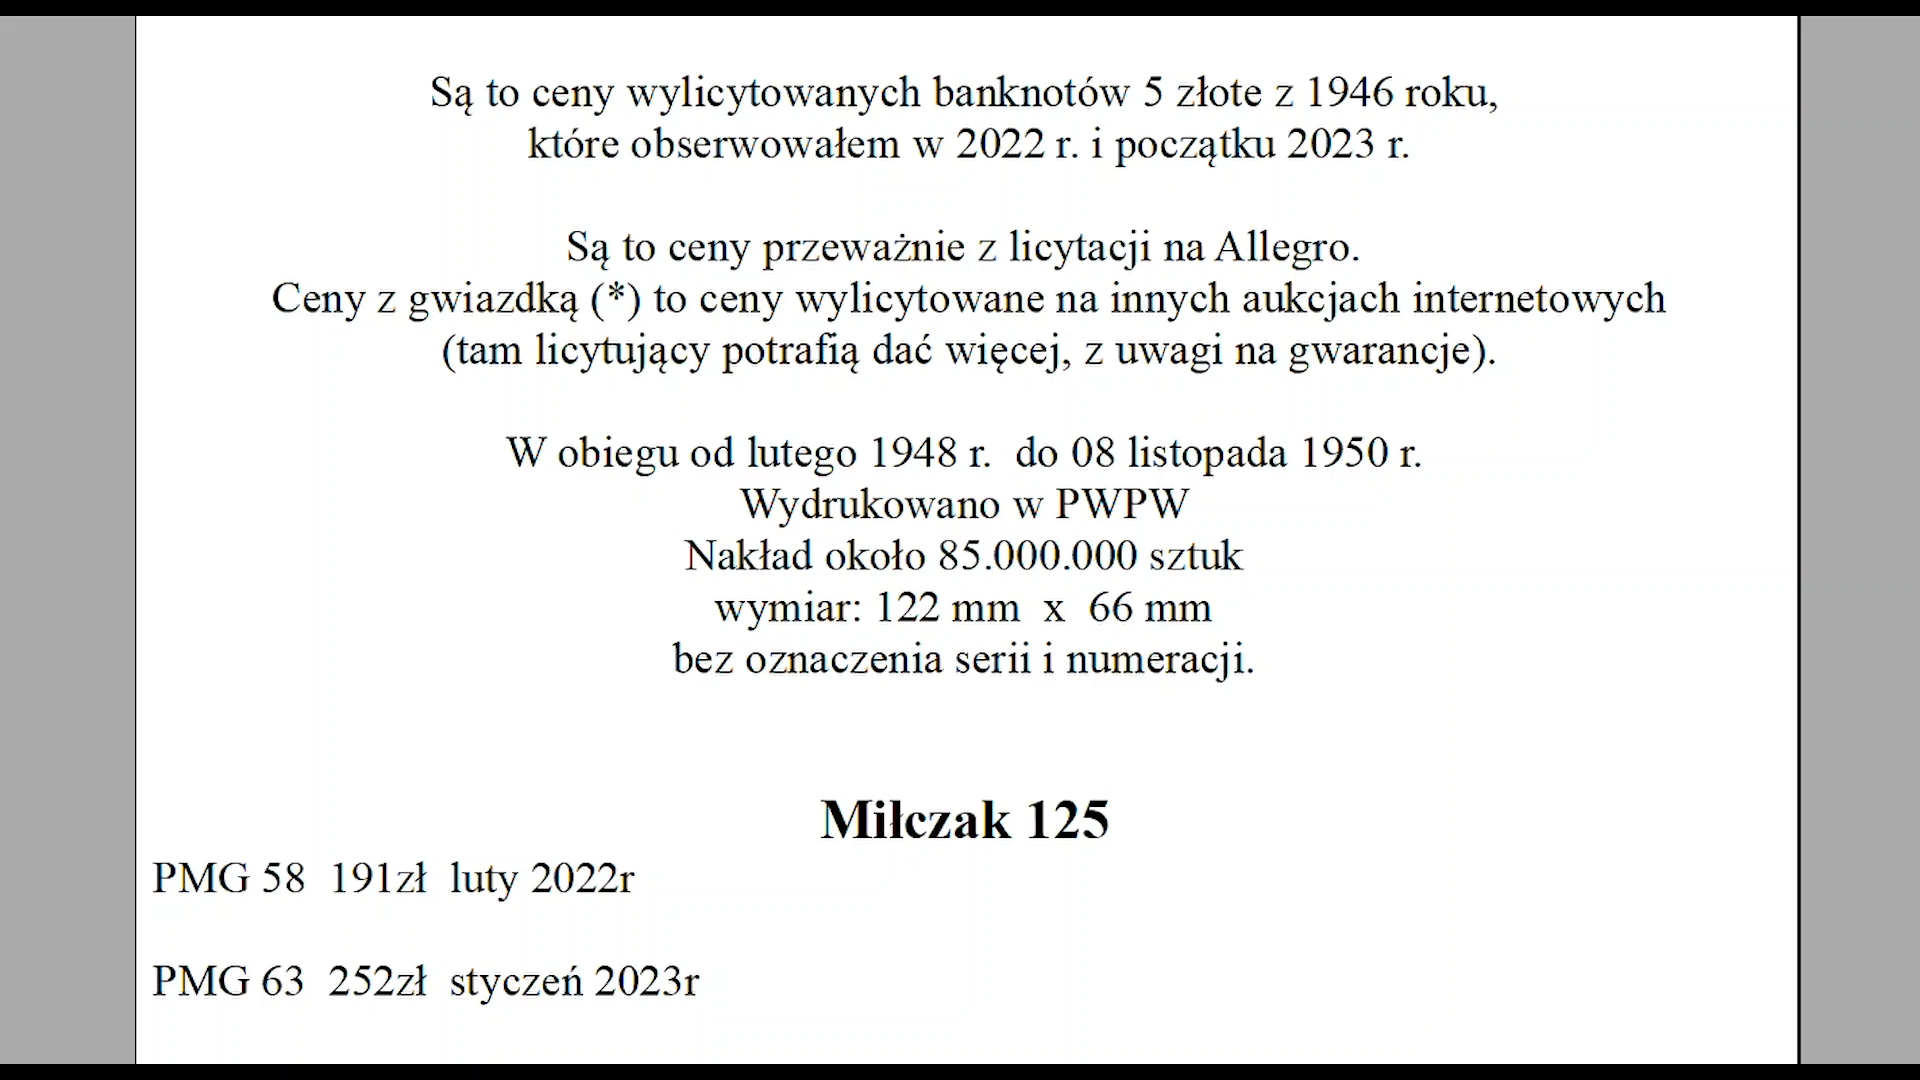 Są to ceny wylicytowanych banknotów 5 złote z 1946 roku,
które obserwowałem w 2022 r. i początku 2023 r.
Są to ceny przeważnie z licytacji na Allegro.
Ceny z gwiazdką (*) to ceny wylicytowane na innych aukcjach internetowych
(tam licytujący potrafią dać więcej, z uwagi na gwarancje).
W obiegu od lutego 1948 r.  do 08 listopada 1950 r.
Wydrukowano w PWPW
Nakład około 85.000.000 sztuk
wymiar: 122 mm  x  66 mm
bez oznaczenia serii i numeracji.
Miłczak 125
PMG 58  191zł  luty 2022r
PMG 63  252zł  styczeń 2023r